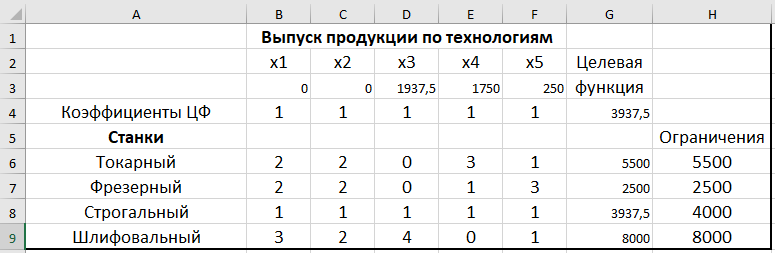 A B C D E F G H
1 Выпуск продукции по технологиям
2 x1 x2 x3 x4 x5 Целевая
3 0 0 1937,5 1750 250 функция
4 Коэффициенты ЦФ 1 1 1 1 1 3937,5
5 Станки Ограничения
6 Токарный 2 2 0 3 1 5500 5500
7 Фрезерный 2 2 0 1 3 2500 2500
8 Строгальный 1 1 1 1 1 3937,5 4000
9 Шлифовальный 3 2 4 0 1 8000 8000